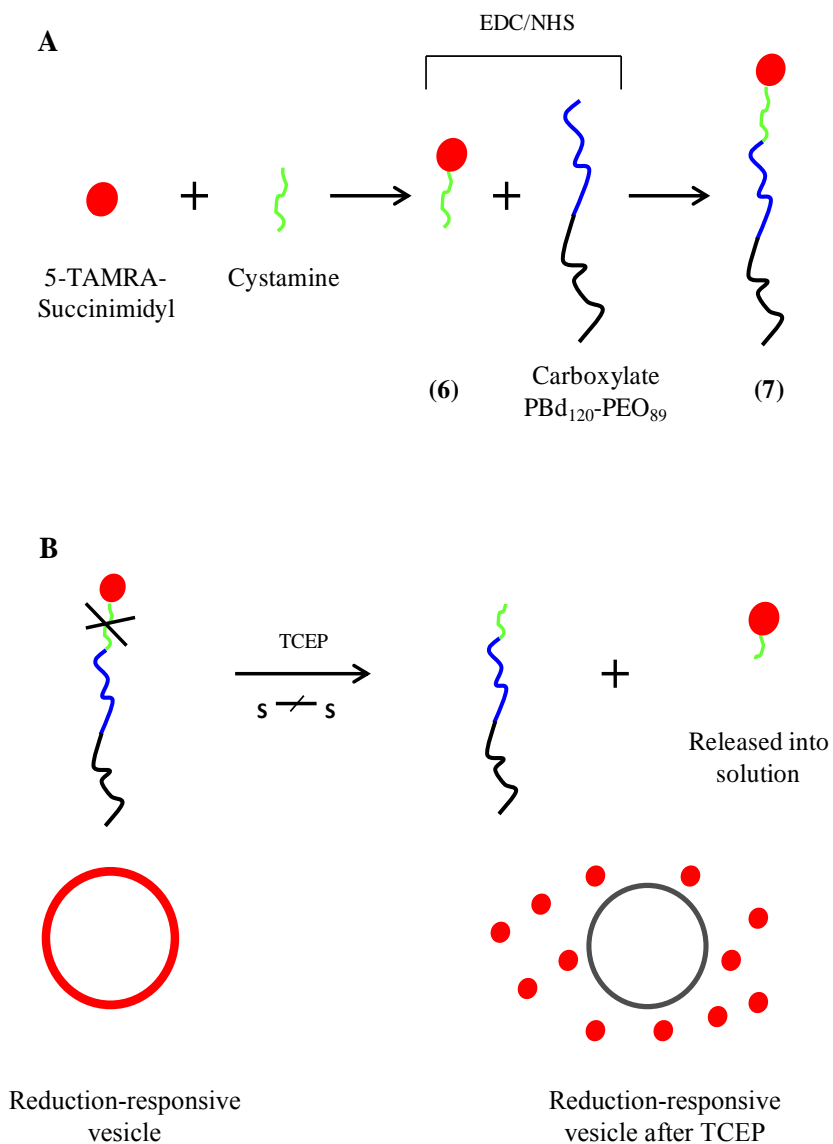 A
EDC/NHS
5-TAMRA-
Succinimidyl
Cystamine
(6)
Carboxylate
PBd₁₂₀-PEO₈₉
(7)
B
TCEP
S S
Released into
solution
Reduction-responsive
vesicle
Reduction-responsive
vesicle after TCEP